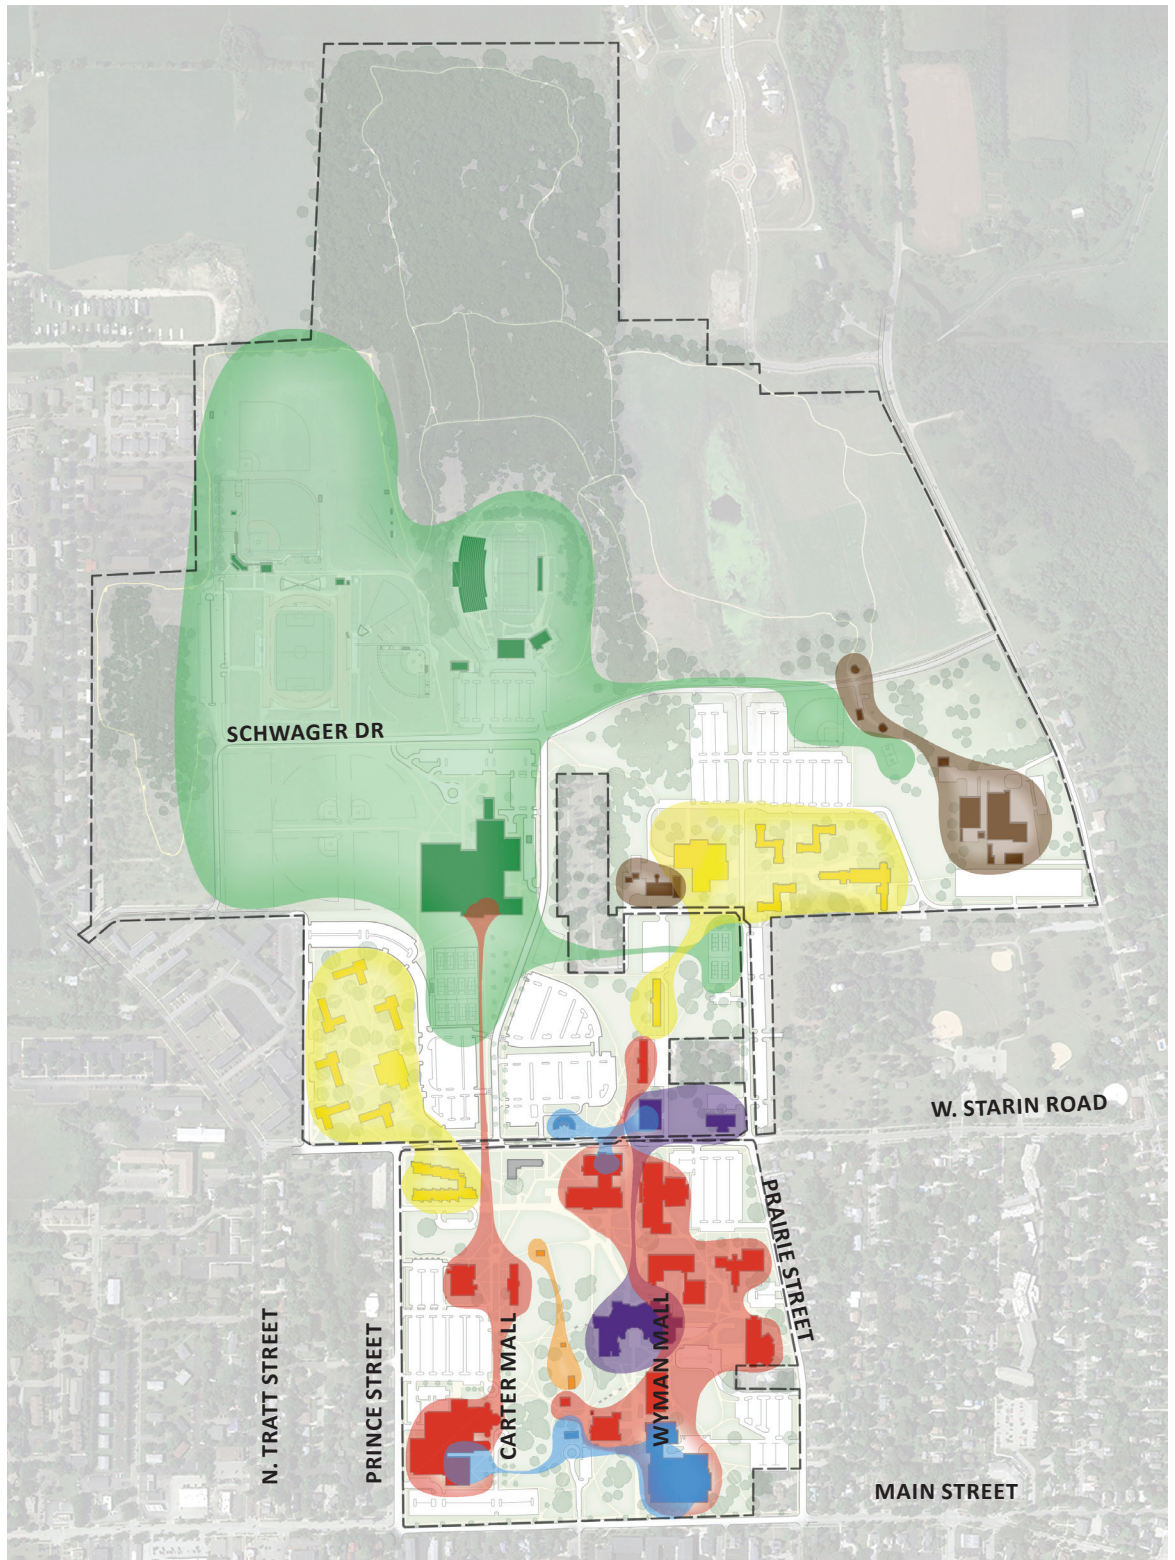 SCHWAGER DR
W. STARIN ROAD
PRAIRIE STREET
N. TRATT STREET
PRINCE STREET
CARTER MALL
WYMAN MALL
MAIN STREET